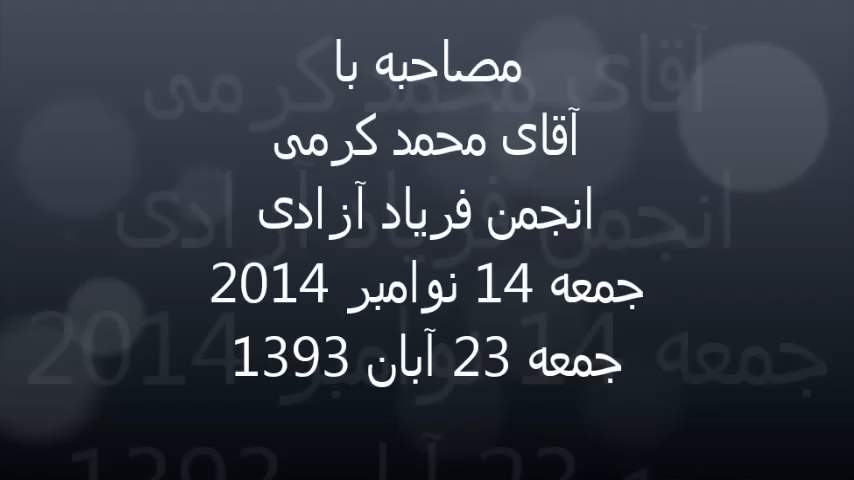 مصاحبه با
آقای محمد کرمی
انجمن فریاد آزادی
جمعه 14 نوامبر 2014
جمعه 23 آبان 1393